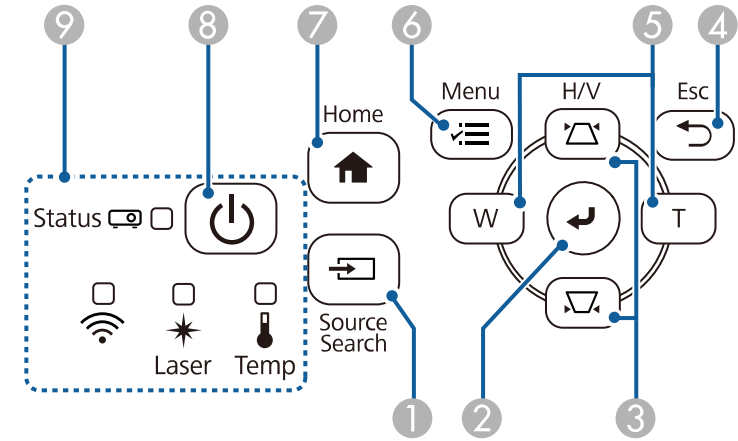 9 8 7 6 5 4
Home
Menu H/V Esc
Status
W T
Source
Search
Laser Temp
1 2 3